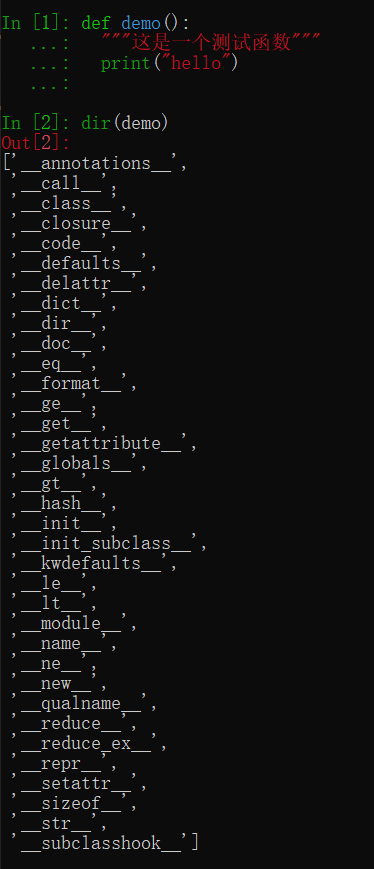 In [1]: def demo():
   ...:   """这是一个测试函数"""
   ...:   print("hello")
   ...:
In [2]: dir(demo)
Out[2]:
['__annotations__',
 '__call__',
 '__class__',
 '__closure__',
 '__code__',
 '__defaults__',
 '__delattr__',
 '__dict__',
 '__dir__',
 '__doc__',
 '__eq__',
 '__format__',
 '__ge__',
 '__get__',
 '__getattribute__',
 '__globals__',
 '__gt__',
 '__hash__',
 '__init__',
 '__init_subclass__',
 '__kwdefaults__',
 '__le__',
 '__lt__',
 '__module__',
 '__name__',
 '__ne__',
 '__new__',
 '__qualname__',
 '__reduce__',
 '__reduce_ex__',
 '__repr__',
 '__setattr__',
 '__sizeof__',
 '__str__',
 '__subclasshook__']